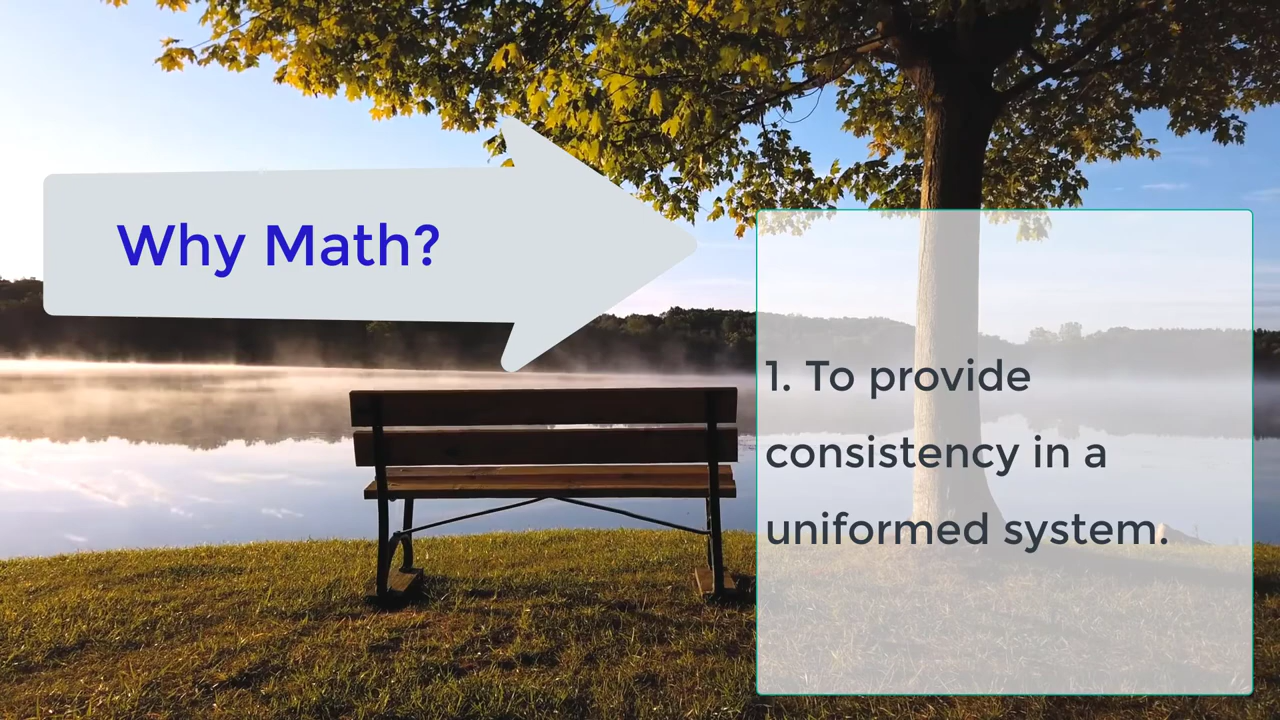 Why Math?
1. To provide
consistency in a
uniformed system.